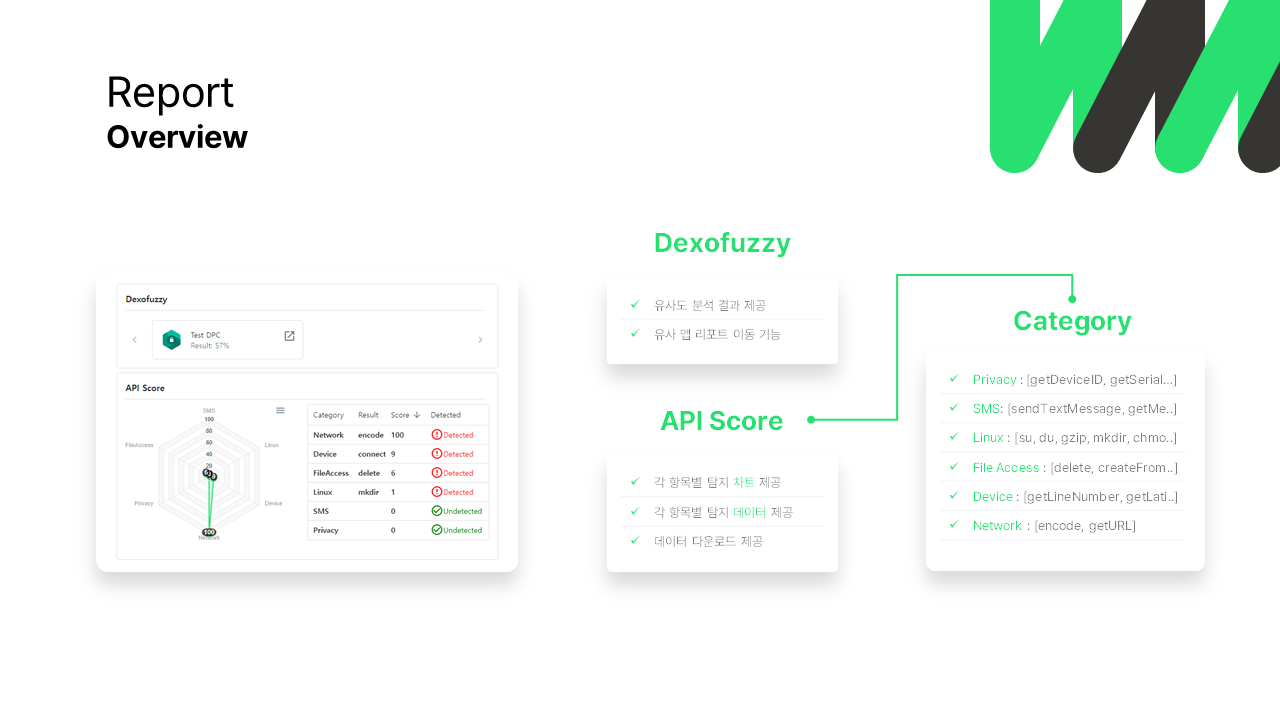 Report
Overview
Dexofuzzy
Test DPC
Result: 57%
API Score
SMS
100
80
60
40
20
FileAccess
Linux
Privacy
Device
100
Network
Category Result Score Detected
Network encode 100 Detected
Device connect 9 Detected
FileAccess delete 6 Detected
Linux mkdir 1 Detected
SMS 0 Undetected
Privacy 0 Undetected
Dexofuzzy
유사도 분석 결과 제공
유사 앱 리포트 이동 기능
API Score
각 항목별 탐지 차트 제공
각 항목별 탐지 데이터 제공
데이터 다운로드 제공
Category
Privacy : [getDeviceID, getSerial...]
SMS: [sendTextMessage, getMe..]
Linux : [su, du, gzip, mkdir, chmo..]
File Access : [delete, createFrom..]
Device : [getLineNumber, getLati..]
Network : [encode, getURL]